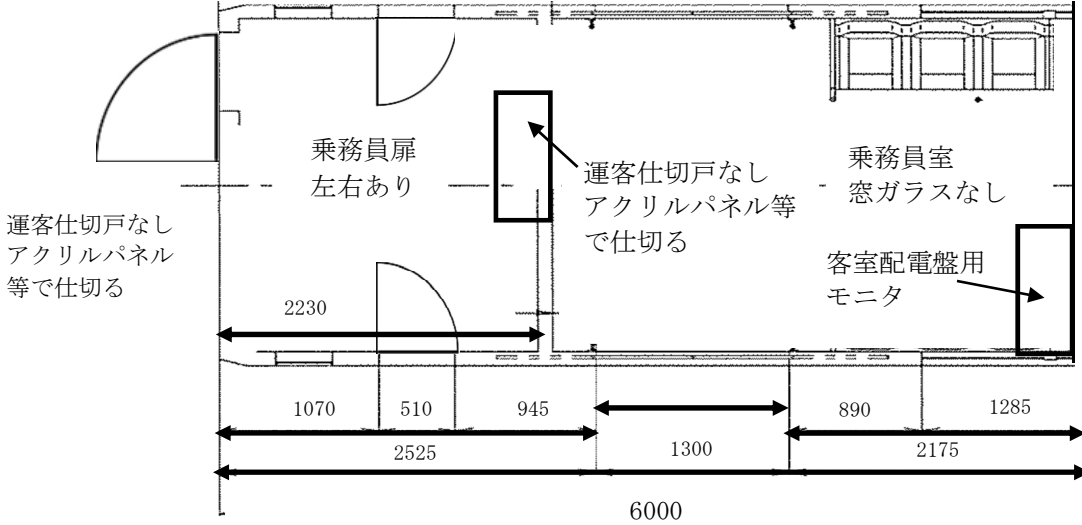 乗務員扉
左右あり
運客仕切戸なし
アクリルパネル等
で仕切る
乗務員室
窓ガラスなし
運客仕切戸なし
アクリルパネル
等で仕切る
客室配電盤用
モニタ
2230
1070
510
945
890
1285
2525
1300
2175
6000